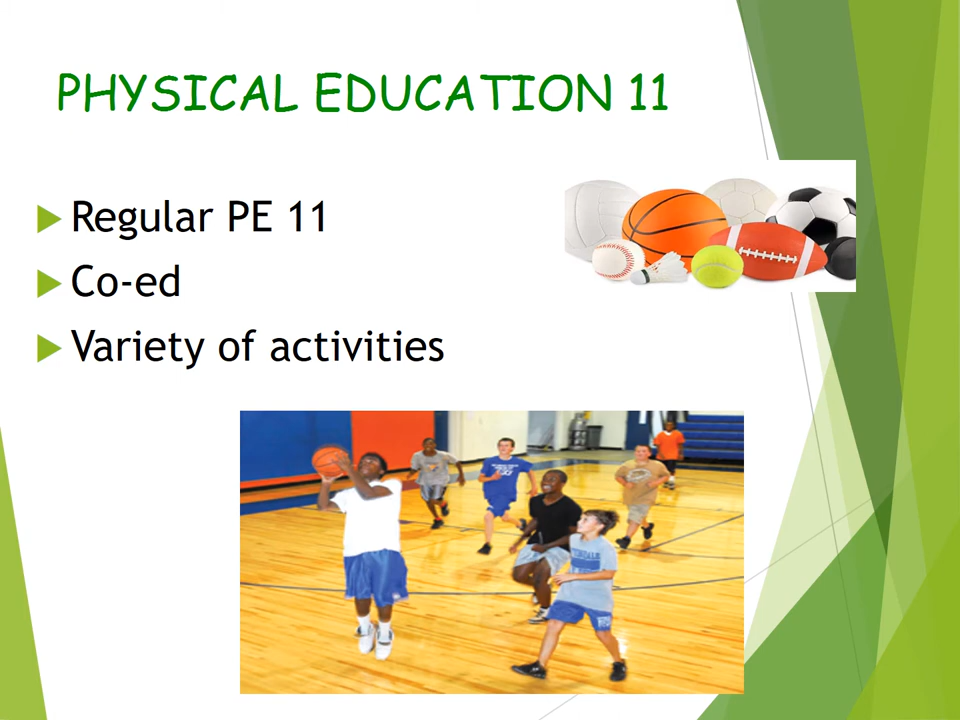 PHYSICAL EDUCATION 11
Regular PE 11
Co-ed
Variety of activities